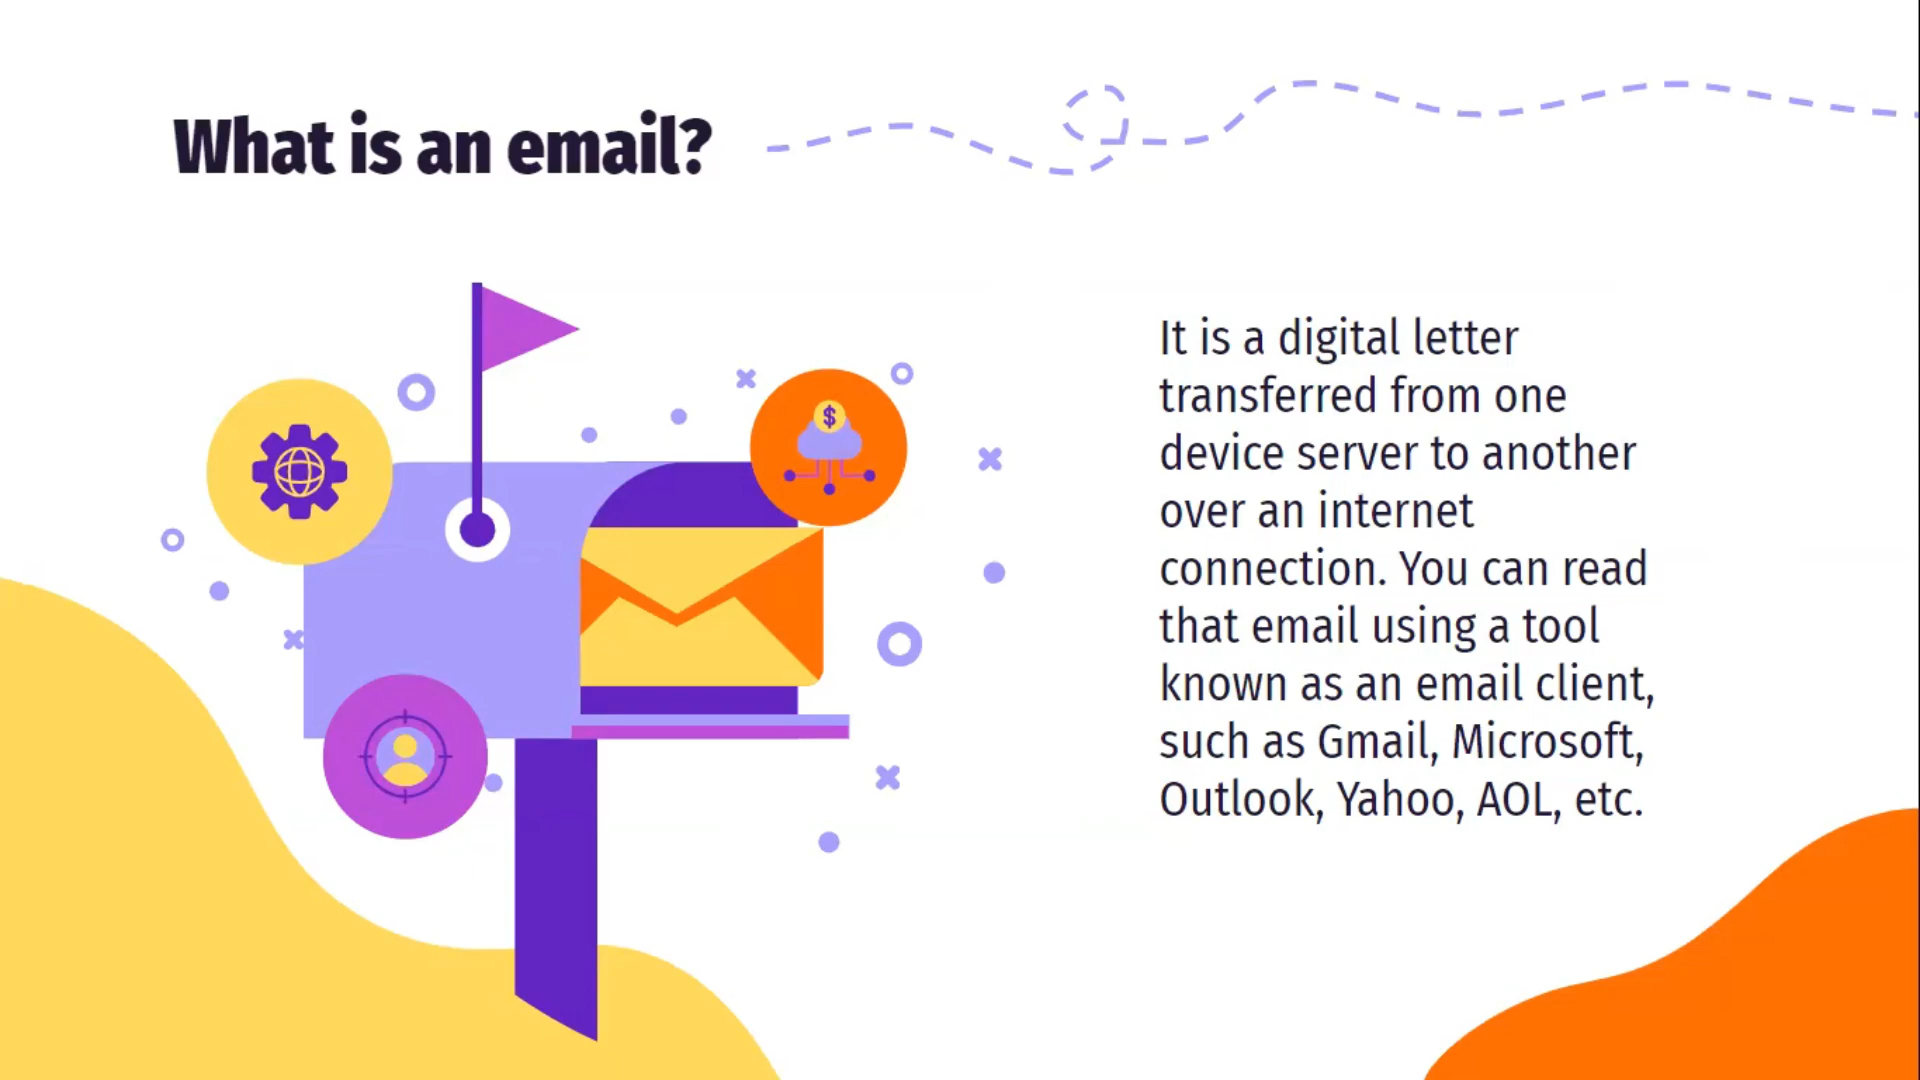 What is an email?
$
It is a digital letter
transferred from one
device server to another
over an internet
connection. You can read
that email using a tool
known as an email client,
such as Gmail, Microsoft,
Outlook, Yahoo, AOL, etc.